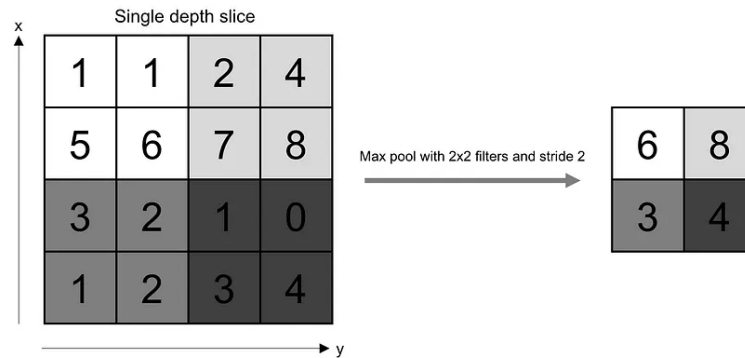 Single depth slice
x
1 1 2 4
5 6 7 8
3 2 1 0
1 2 3 4
y
Max pool with 2x2 filters and stride 2
6 8
3 4